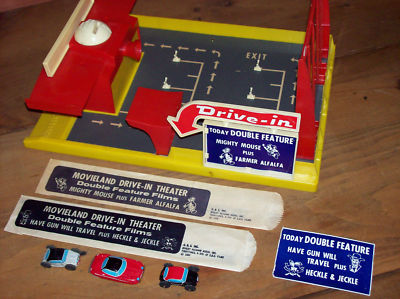 EXIT
Drive-in
TODAY DOUBLE FEATURE
MIGHTY MOUSE
PLUS
FARMER ALFALFA
MOVIELAND DRIVE-IN THEATER
Double Feature Films
MIGHTY MOUSE PLUS FARMER ALFALFA
MOVIELAND DRIVE-IN THEATER
Double Feature Films
HAVE GUN WILL
TRAVEL PLUS HECKLE & JECKLE
TODAY DOUBLE FEATURE
HAVE GUN WILL
TRAVEL PLUS
HECKLE & JECKLE